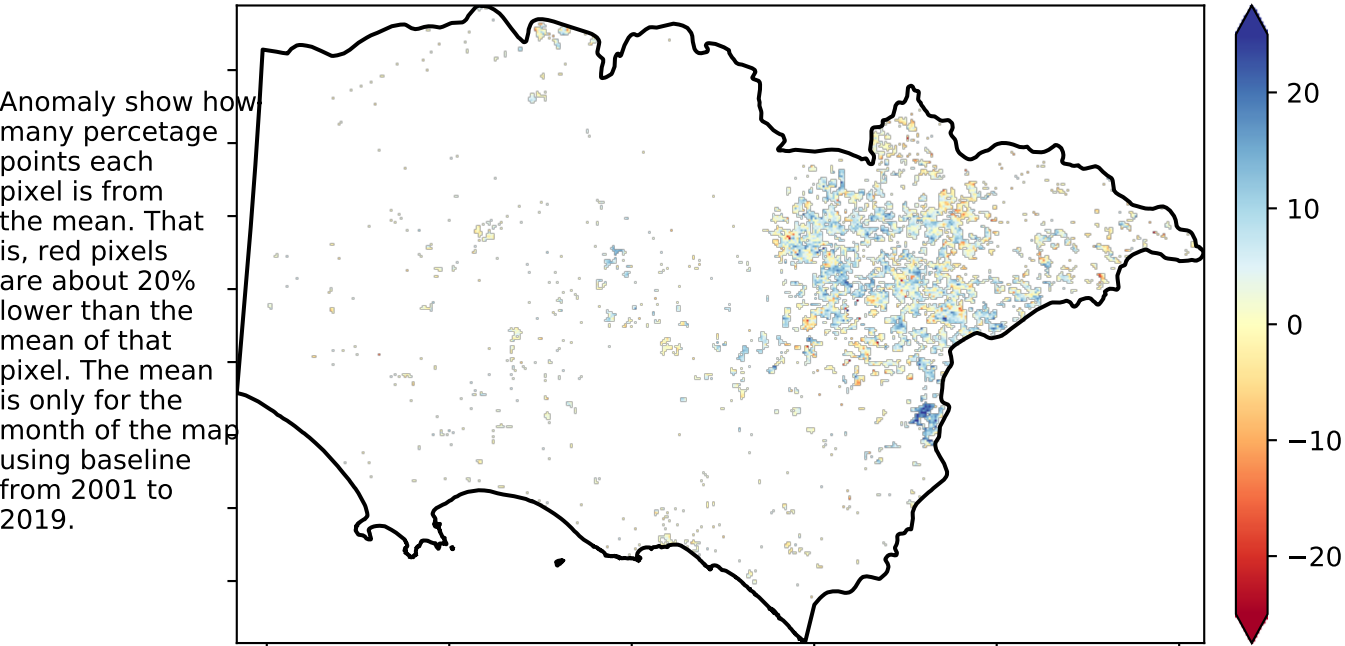 Anomaly show how
many percetage
points each
pixel is from
the mean. That
is, red pixels
are about 20%
lower than the
mean of that
pixel. The mean
is only for the
month of the map
using baseline
from 2001 to
2019.
20
10
0
−10
−20